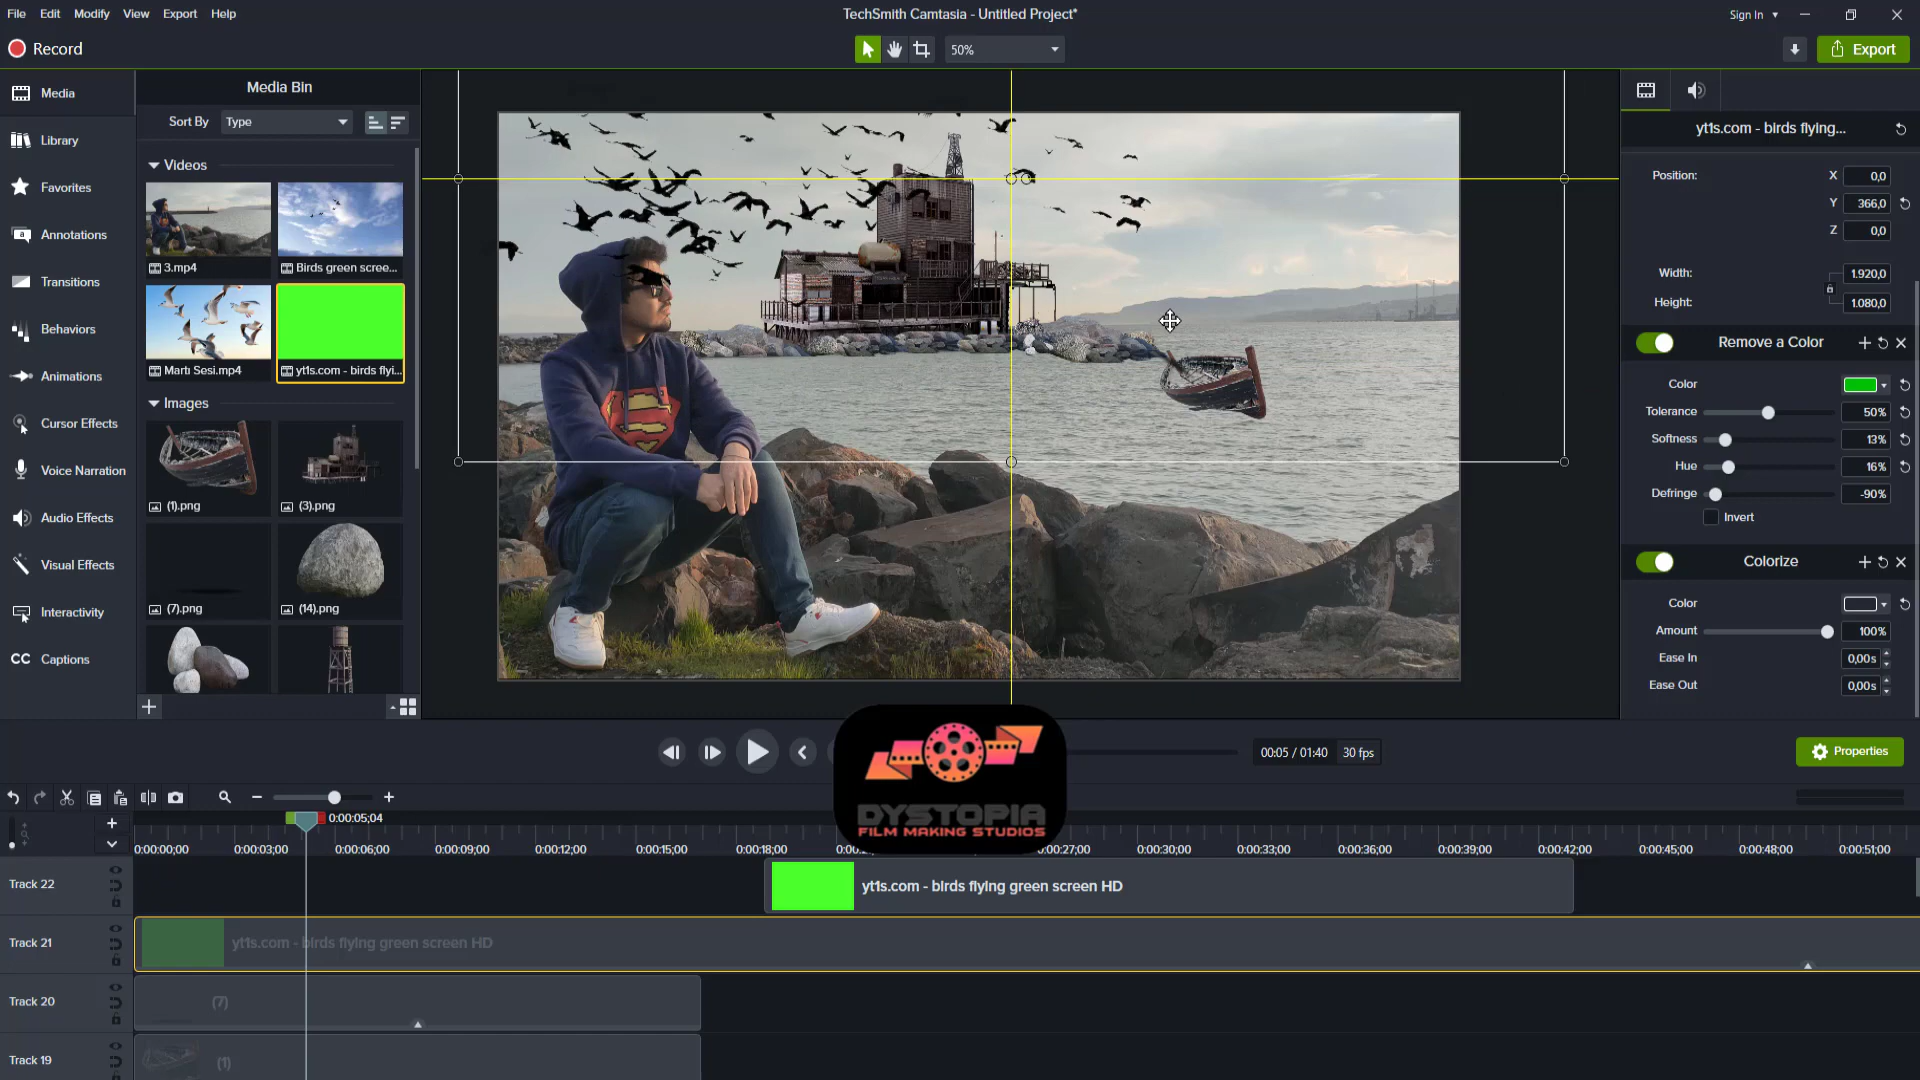 File Edit Modify View Export Help
TechSmith Camtasia - Untitled Project*
Sign In
Record
50%
Export
Media
Library
Favorites
Annotations
Transitions
Behaviors
Animations
Cursor Effects
Voice Narration
Audio Effects
Visual Effects
Interactivity
CC Captions
Media Bin
Sort By Type
Videos
3.mp4
Birds green scree...
Martı Sesi.mp4
yt1s.com - birds flyi...
Images
(1).png
(3).png
(7).png
(14).png
yt1s.com - birds flying...
Position: X 0,0
Y 366,0
Z 0,0
Width: 1.920,0
Height: 1.080,0
Remove a Color
Color
Tolerance 50%
Softness 13%
Hue 16%
Defringe -90%
Invert
Colorize
Color
Amount 100%
Ease In 0,00s
Ease Out 0,00s
00:05 / 01:40 30 fps
Properties
DYSTOPIA
FILM MAKING STUDIOS
0:00:05;04
0:00:00;00 0:00:03;00 0:00:06;00 0:00:09;00 0:00:12;00 0:00:15;00 0:00:18;00 0:00:27;00 0:00:30;00 0:00:33;00 0:00:36;00 0:00:39;00 0:00:42;00 0:00:45;00 0:00:48;00 0:00:51;00
Track 22
yt1s.com - birds flying green screen HD
Track 21
yt1s.com - birds flying green screen HD
Track 20
(7)
Track 19
(1)